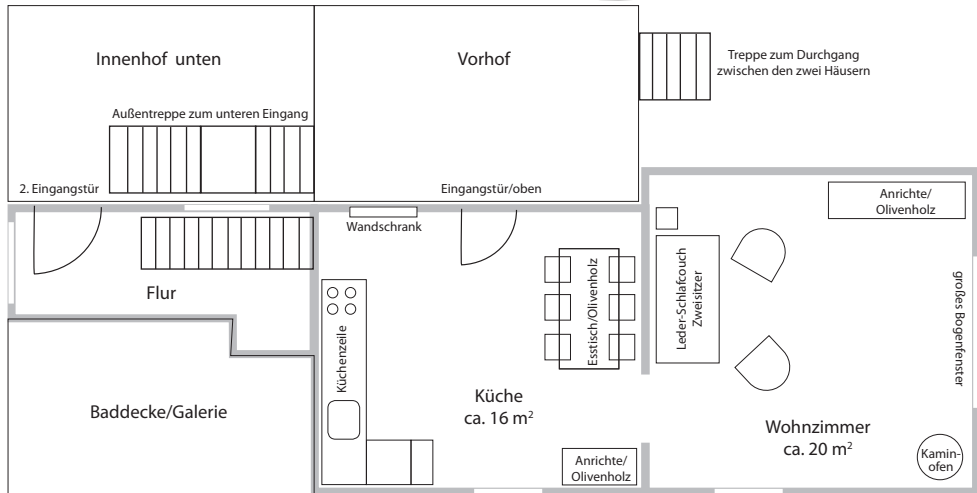 Innenhof unten
Vorhof
Treppe zum Durchgang
zwischen den zwei Häusern
Außentreppe zum unteren Eingang
2. Eingangstür
Eingangstür/oben
Wandschrank
Anrichte/
Olivenholz
Flur
Küchenzeile
Esstisch/Olivenholz
Leder-Schlafcouch
Zweisitzer
großes Bogenfenster
Baddecke/Galerie
Küche
ca. 16 m²
Wohnzimmer
ca. 20 m²
Anrichte/
Olivenholz
Kamin-
ofen